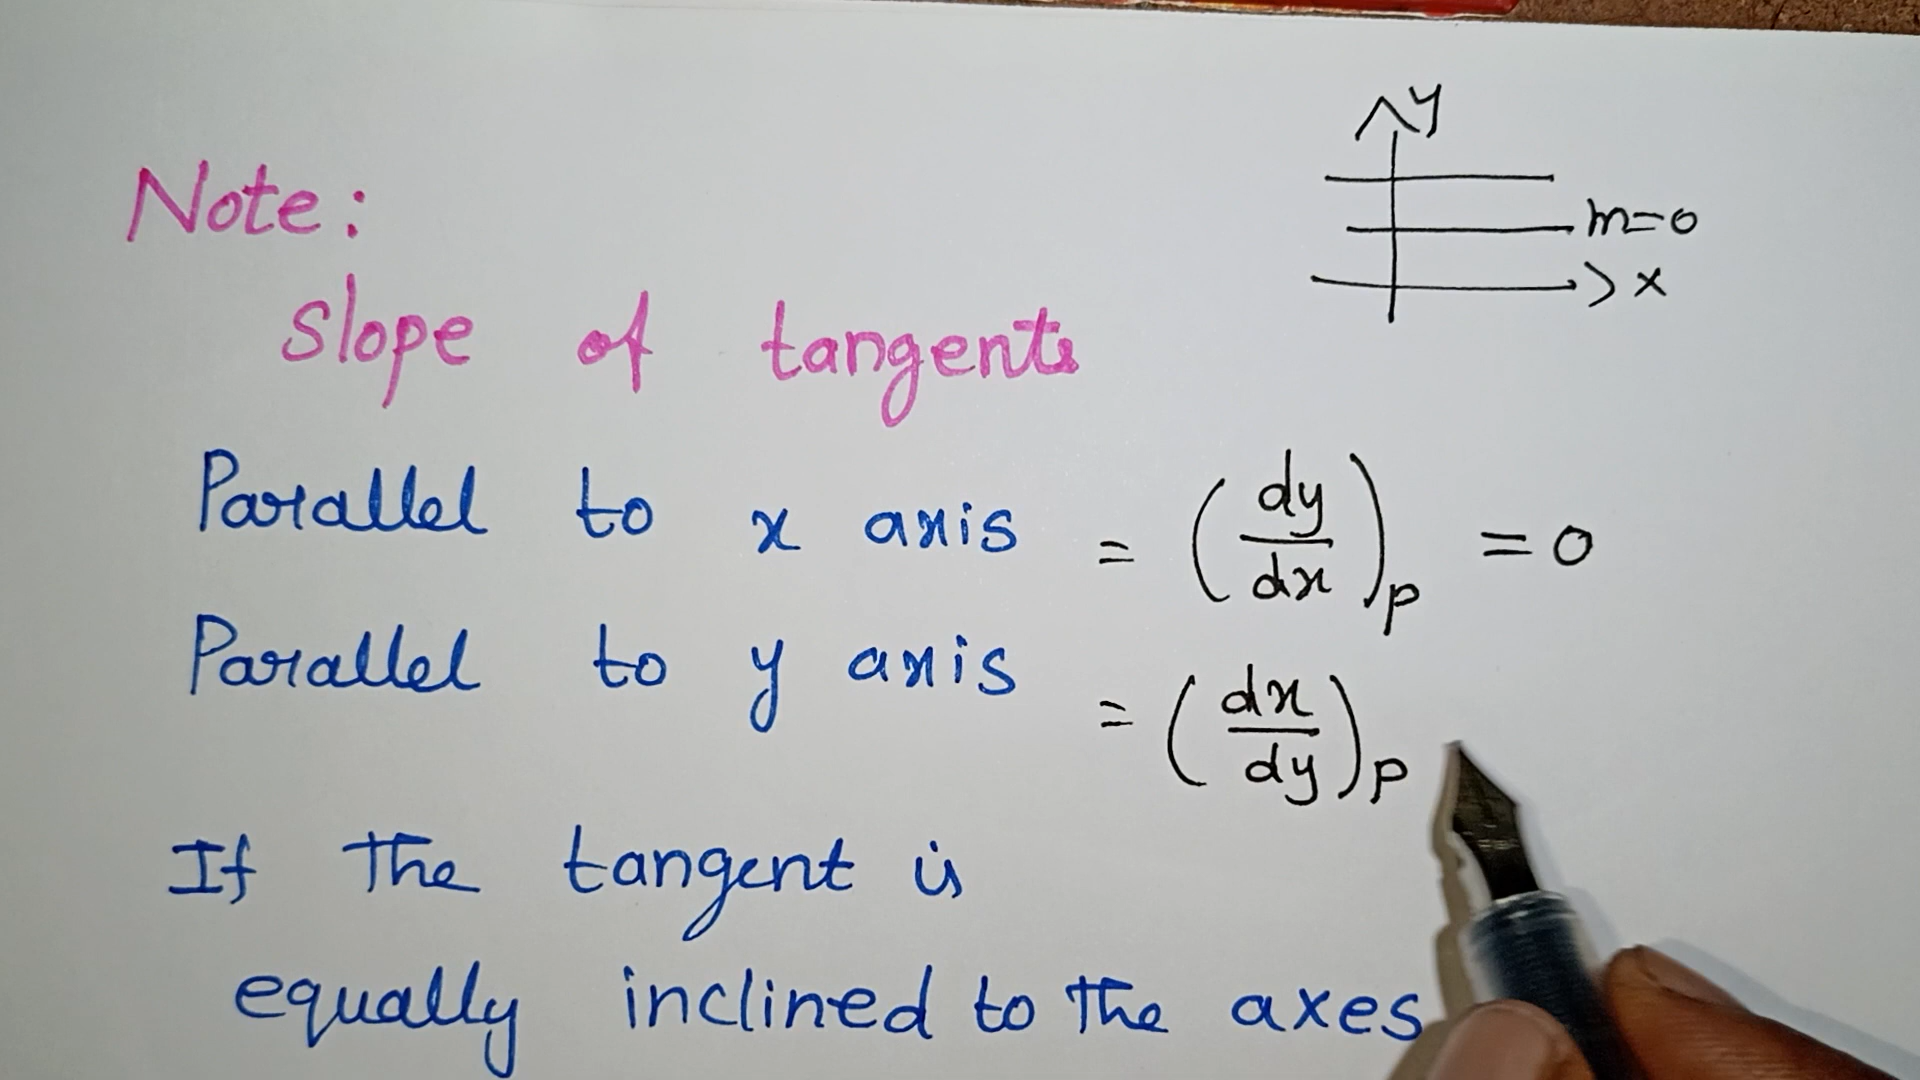 Y
Note:
m=0
x
Slope of tangents
Parallel to x axis = (dy/dx)p = 0
Parallel to y axis = (dx/dy)p
If the tangent is
equally inclined to the axes